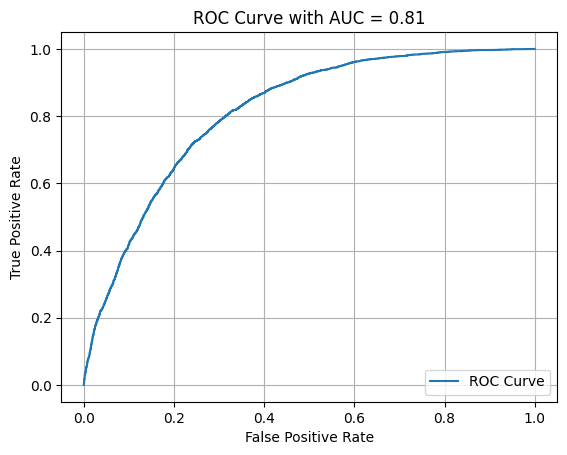 ROC Curve with AUC = 0.81
True Positive Rate
1.0
0.8
0.6
0.4
0.2
0.0
ROC Curve
0.0 0.2 0.4 0.6 0.8 1.0
False Positive Rate